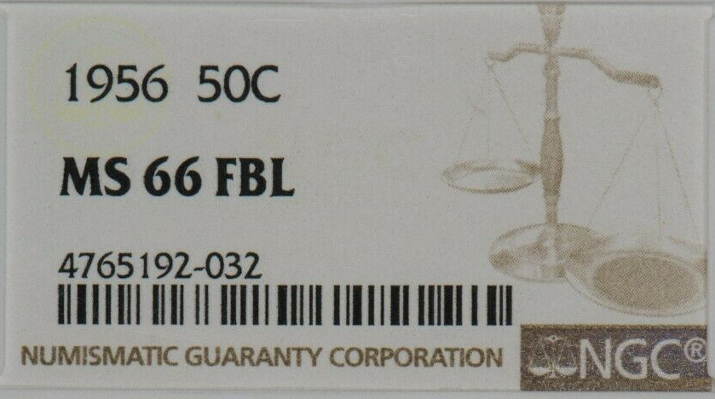 1956 50C
MS 66 FBL
4765192-032
NUMISMATIC GUARANTY CORPORATION NGC®